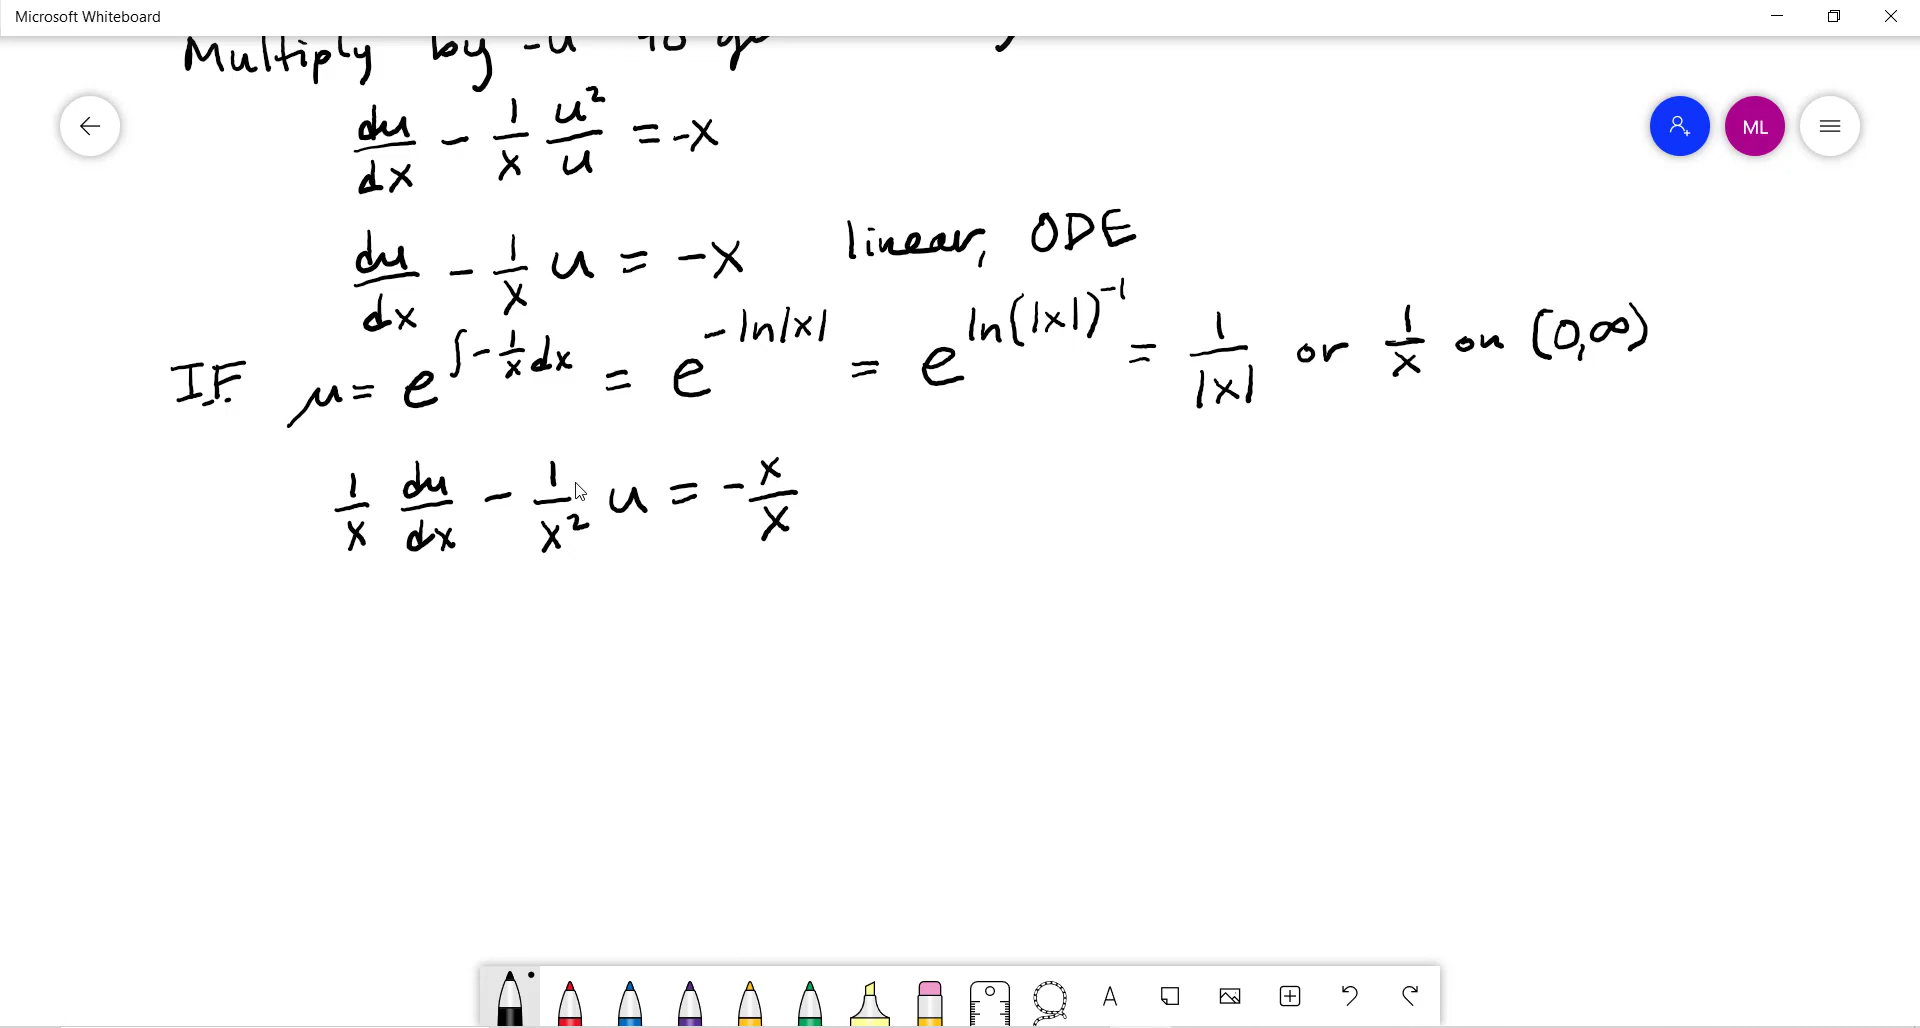 Microsoft Whiteboard
Multiply by -u to
du/dx - 1/x u²/u = -x
ML
du/dx - 1/x u = -x linear, ODE
I.F. μ = e^{∫ -1/x dx} = e^{-ln|x|} = e^{ln(|x|)^{-1}} = 1/|x| or 1/x on (0,∞)
1/x du/dx - 1/x² u = - x/x